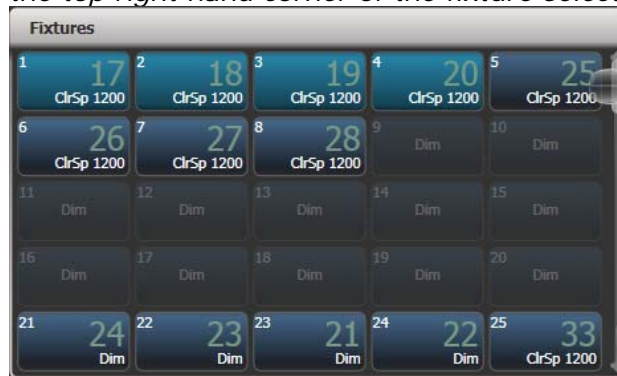 the top right hand corner of the fixture select
Fixtures
1 17 2 18 3 19 4 20 5 25
ClrSp 1200 ClrSp 1200 ClrSp 1200 ClrSp 1200 ClrSp 1200
6 26 7 27 8 28 9 10
ClrSp 1200 ClrSp 1200 ClrSp 1200 Dim Dim
11 12 13 14 15
Dim Dim Dim Dim Dim
16 17 18 19 20
Dim Dim Dim Dim Dim
21 24 22 23 23 21 24 22 25 33
Dim Dim Dim Dim ClrSp 1200